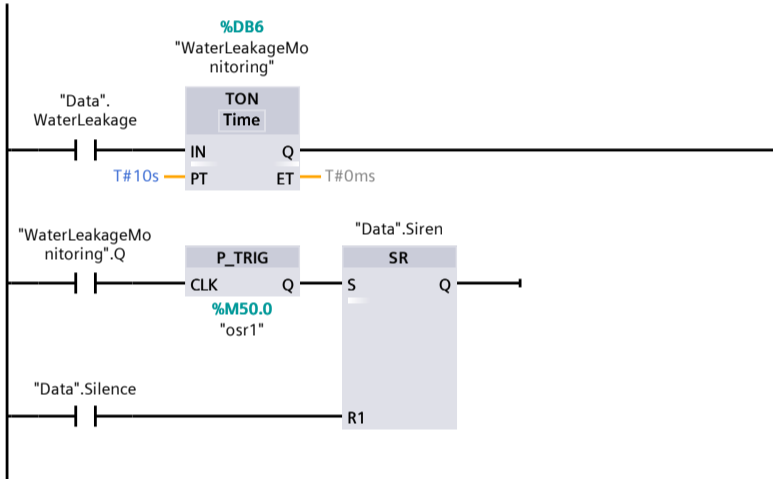 %DB6
"WaterLeakageMo
nitoring"
"Data".
WaterLeakage
TON
Time
IN
Q
T#10s
PT
ET
T#0ms
"WaterLeakageMo
nitoring".Q
P_TRIG
CLK
Q
%M50.0
"osr1"
"Data".Siren
SR
S
Q
"Data".Silence
R1